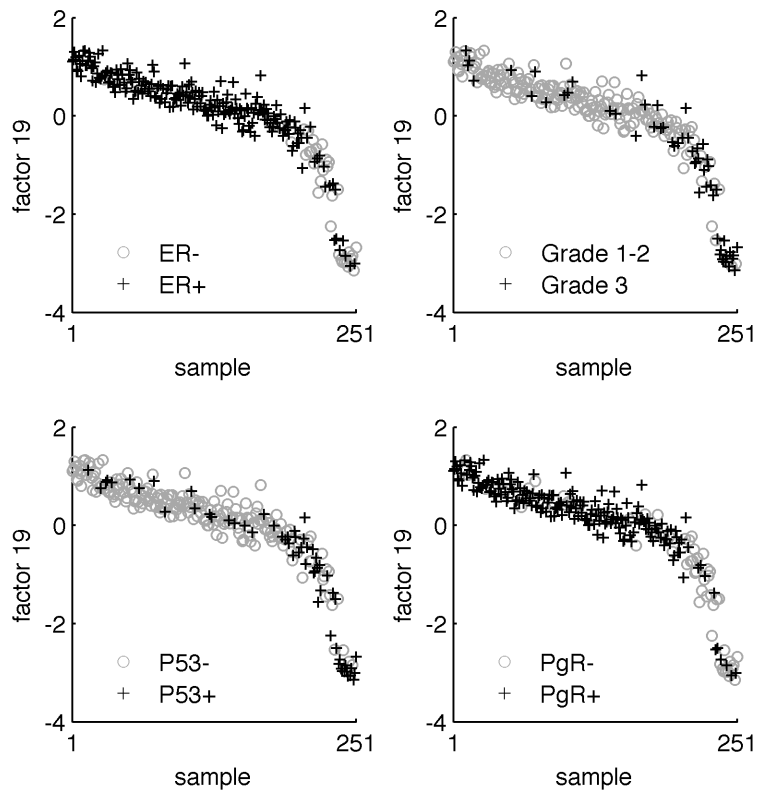 2
0
-2
-4
factor 19
ER-
ER+
1
251
sample
2
0
-2
-4
factor 19
Grade 1-2
Grade 3
1
251
sample
2
0
-2
-4
factor 19
P53-
P53+
1
251
sample
2
0
-2
-4
factor 19
PgR-
PgR+
1
251
sample